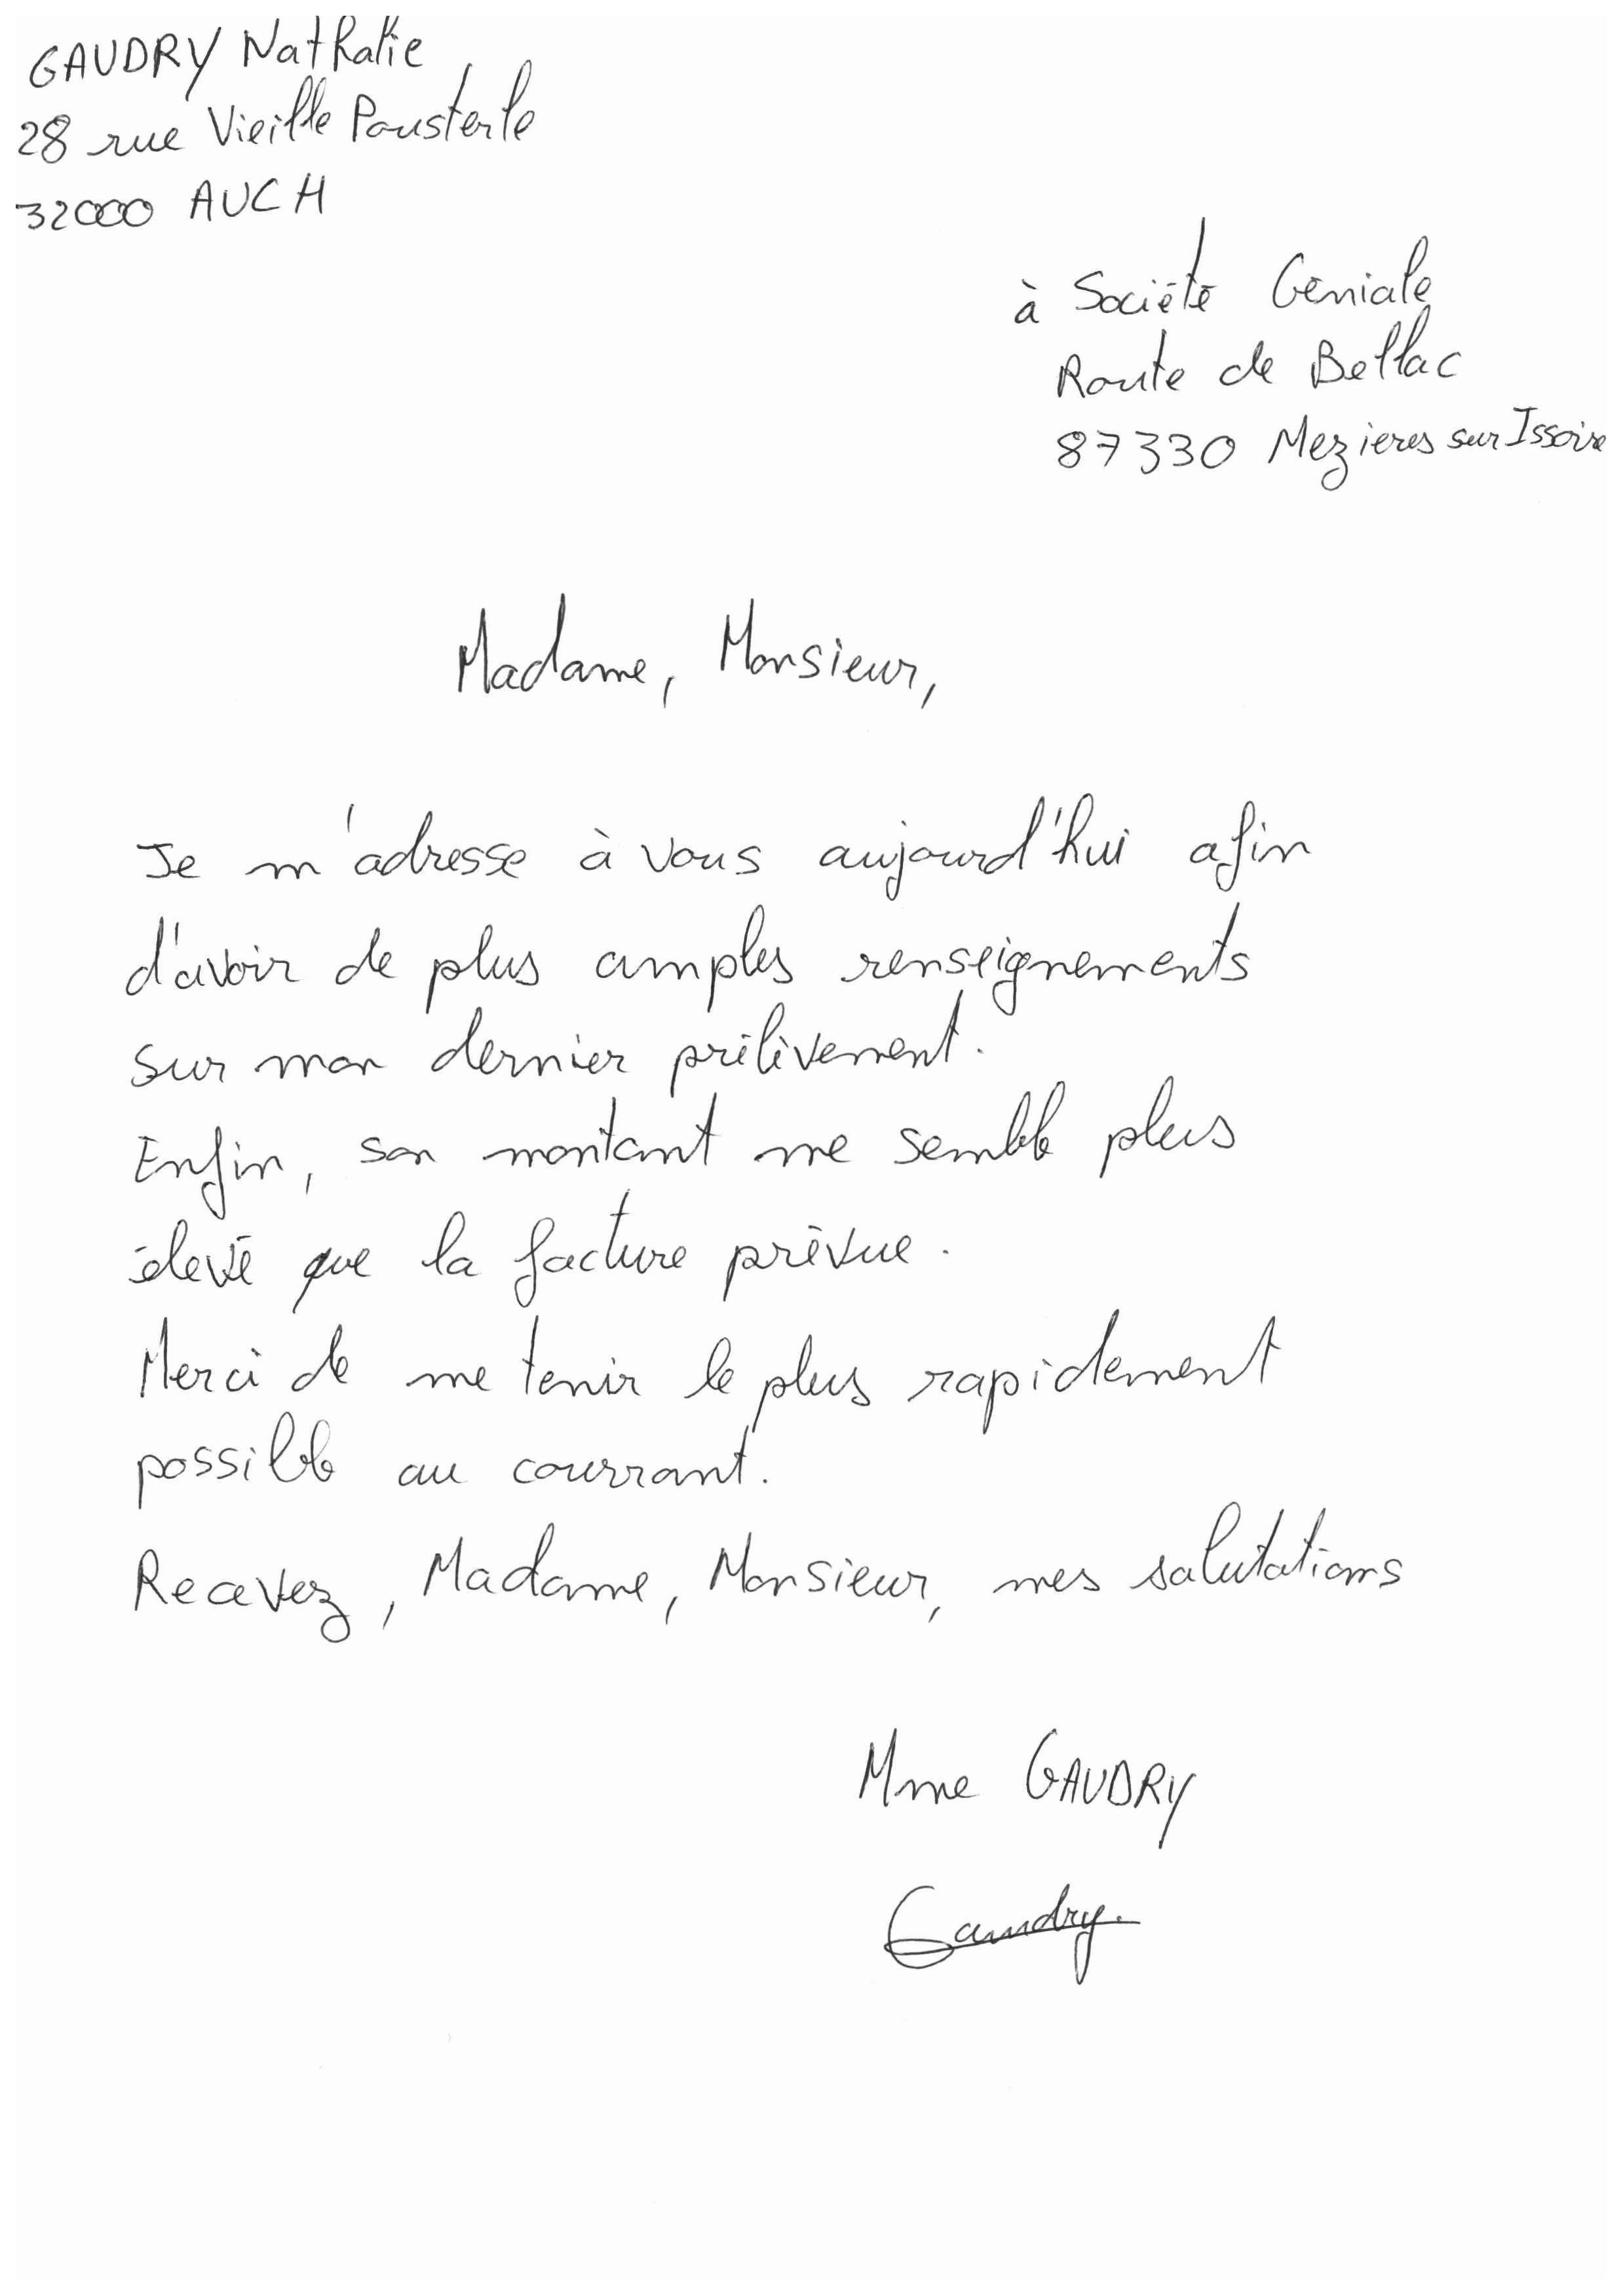 GAUDRY Nathalie
28 rue Vieille Pousterle
32000 AUCH
à Société Géniale
Route de Bellac
87330 Mezieres sur Issoire
Madame, Monsieur,
Je m'adresse à vous aujourd'hui afin
d'avoir de plus amples renseignements
sur mon dernier prélèvement.
Enfin, son montant me semble plus
élevé que la facture prévue.
Merci de me tenir le plus rapidement
possible au courrant.
Recevez, Madame, Monsieur, mes salutations
Mme GAUDRY
Gaudry.